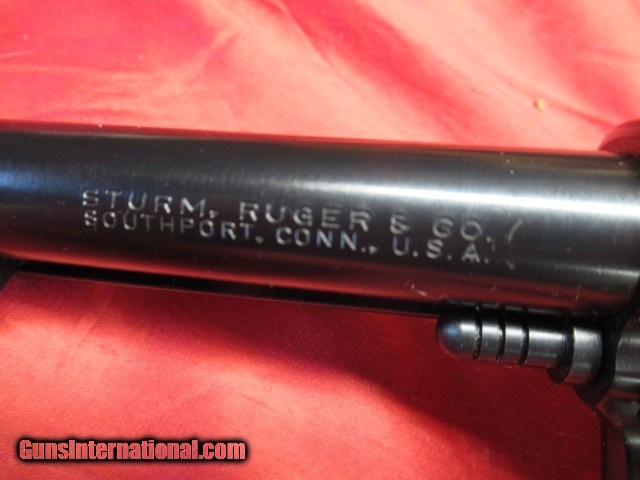 STURM, RUGER & CO.
SOUTHPORT, CONN., U.S.A.
GunsInternational.com